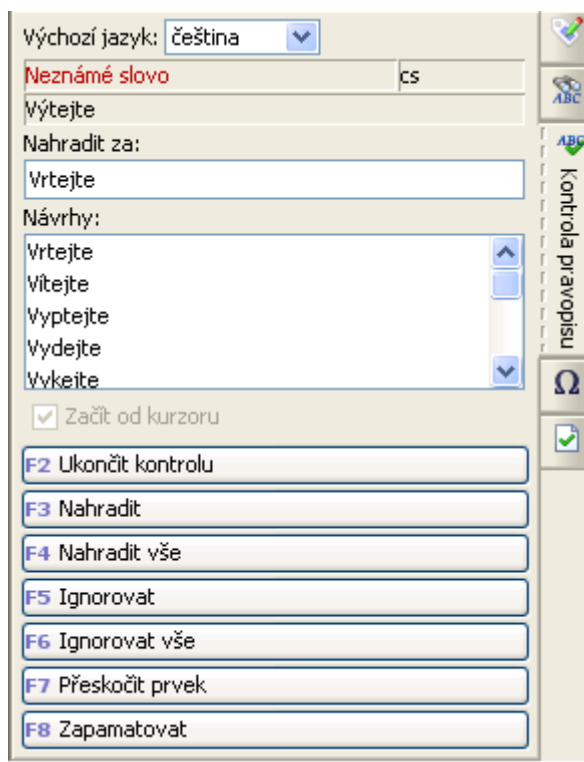 Výchozí jazyk: čeština
Neznámé slovo cs
Výtejte
Nahradit za:
Vrtejte
Návrhy:
Vrtejte
Vítejte
Vyptejte
Vydejte
Vykejte
Začít od kurzoru
F2 Ukončit kontrolu
F3 Nahradit
F4 Nahradit vše
F5 Ignorovat
F6 Ignorovat vše
F7 Přeskočit prvek
F8 Zapamatovat
ABC
ABC
Kontrola pravopisu
Ω